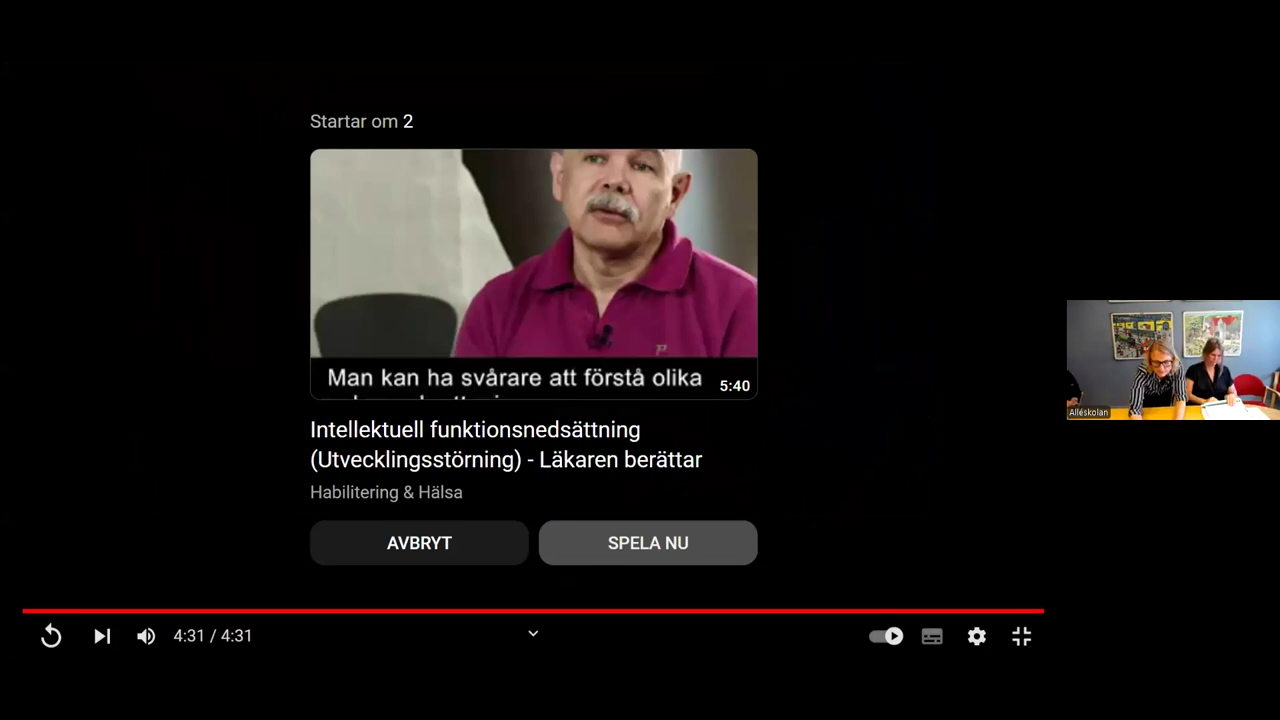 Startar om 2
Man kan ha svårare att förstå olika
5:40
Intellektuell funktionsnedsättning
(Utvecklingsstörning) - Läkaren berättar
Habilitering & Hälsa
AVBRYT
SPELA NU
4:31 / 4:31
Alléskolan